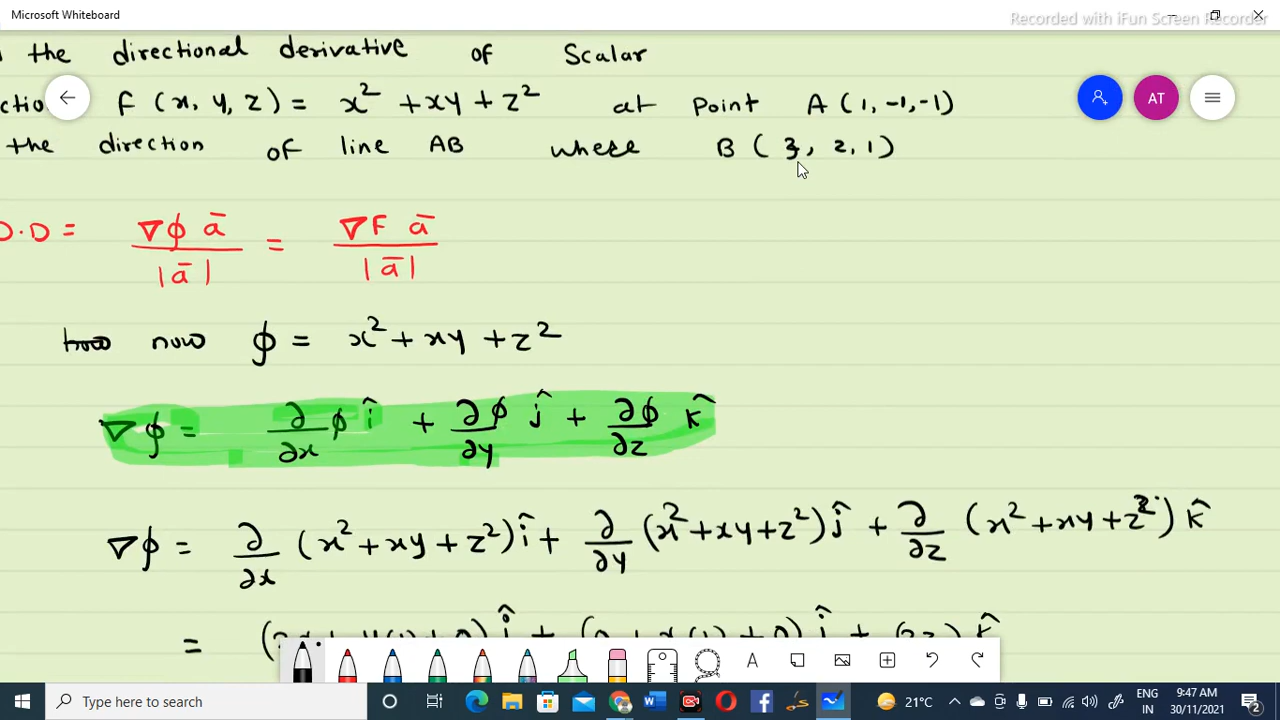 Microsoft Whiteboard
Recorded with iFun Screen Recorder
the directional derivative of Scalar
F (x, y, z) = x² + xy + z² at Point A (1, -1, -1)
the direction of line AB where B (3, 2, 1)
AT
D.D = ∇ϕ ā / |ā| = ∇F ā / |ā|
now ϕ = x² + xy + z²
∇ϕ = ∂/∂x ϕ î + ∂ϕ/∂y ĵ + ∂ϕ/∂z k̂
∇ϕ = ∂/∂x (x² + xy + z²) î + ∂/∂y (x² + xy + z²) ĵ + ∂/∂z (x² + xy + z²) k̂
=
A
Type here to search
21°C
ENG
IN
9:47 AM
30/11/2021
2